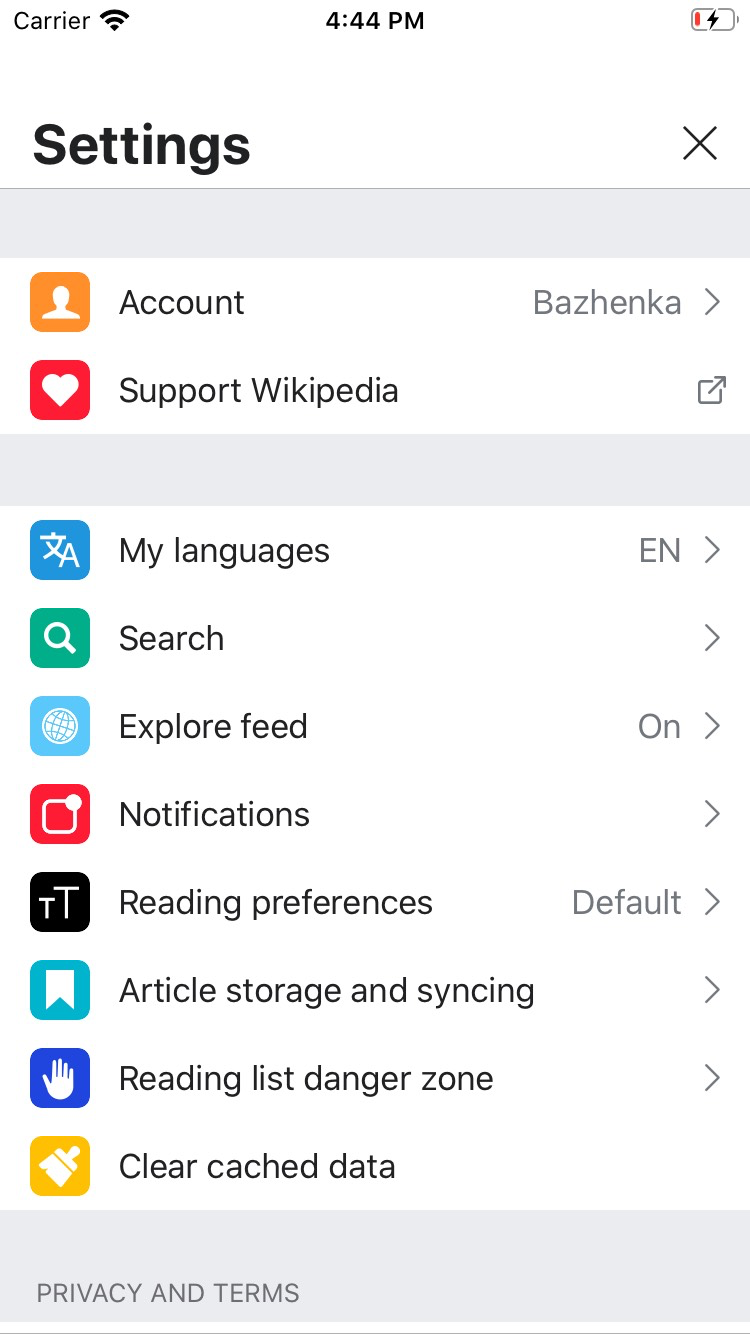 Carrier 4:44 PM
Settings
Account Bazhenka
Support Wikipedia
My languages EN
Search
Explore feed On
Notifications
Reading preferences Default
Article storage and syncing
Reading list danger zone
Clear cached data
PRIVACY AND TERMS